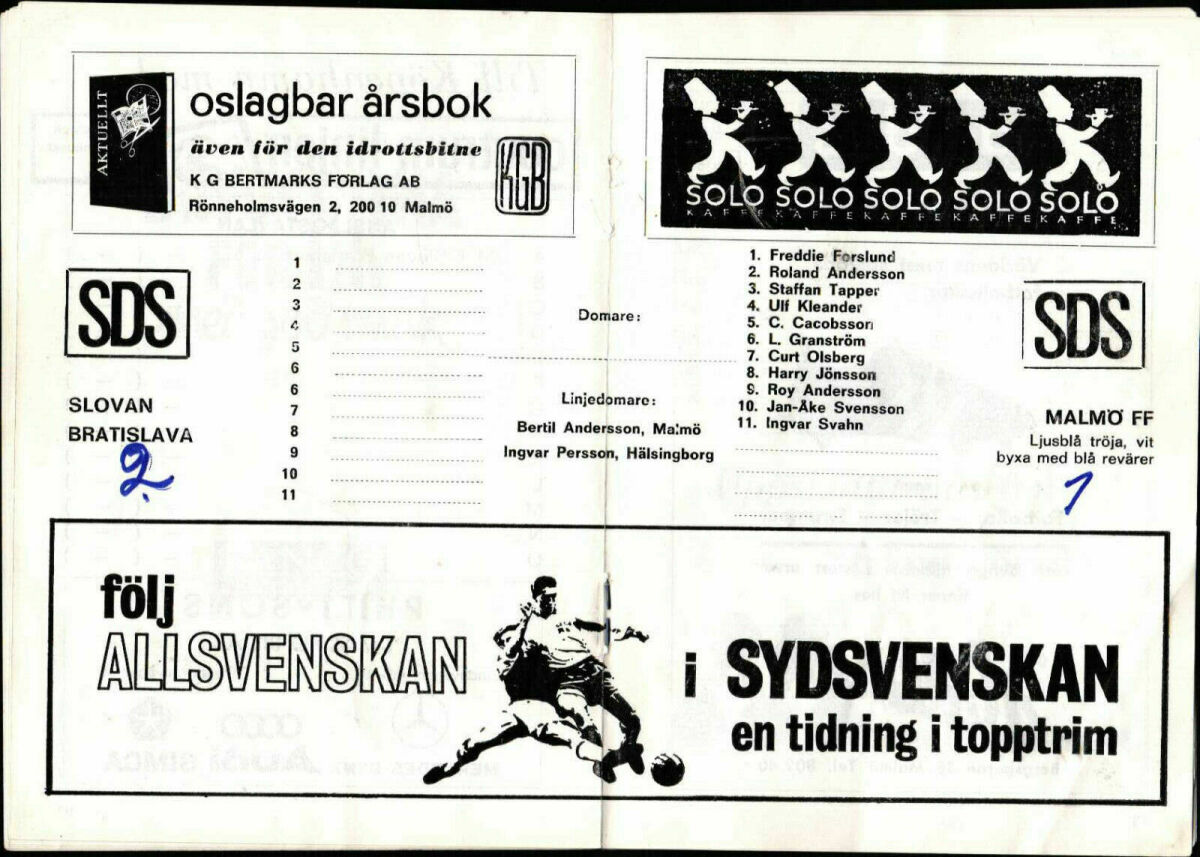 AKTUELLT
oslagbar årsbok
även för den idrottsbitne
K G BERTMARKS FÖRLAG AB
Rönneholmsvägen 2, 200 10 Malmö
KGB
SOLO SOLO SOLO SOLO SOLO
KAFFE KAFFE KAFFE KAFFE KAFFE
SDS
SLOVAN
BRATISLAVA
2
1
2
3
4
5
6
6
7
8
9
10
11
Domare:
Linjedomare:
Bertil Andersson, Malmö
Ingvar Persson, Hälsingborg
1. Freddie Forslund
2. Roland Andersson
3. Staffan Tapper
4. Ulf Kleander
5. C. Cacobsson
6. L. Granström
7. Curt Olsberg
8. Harry Jönsson
9. Roy Andersson
10. Jan-Åke Svensson
11. Ingvar Svahn
SDS
MALMÖ FF
Ljusblå tröja, vit
byxa med blå revärer
1
följ
ALLSVENSKAN
i SYDSVENSKAN
en tidning i topptrim